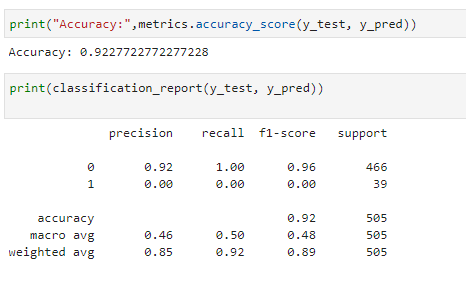 print("Accuracy:",metrics.accuracy_score(y_test, y_pred))
Accuracy: 0.9227722772277228
print(classification_report(y_test, y_pred))
precision recall f1-score support
0 0.92 1.00 0.96 466
1 0.00 0.00 0.00 39
accuracy 0.92 505
macro avg 0.46 0.50 0.48 505
weighted avg 0.85 0.92 0.89 505